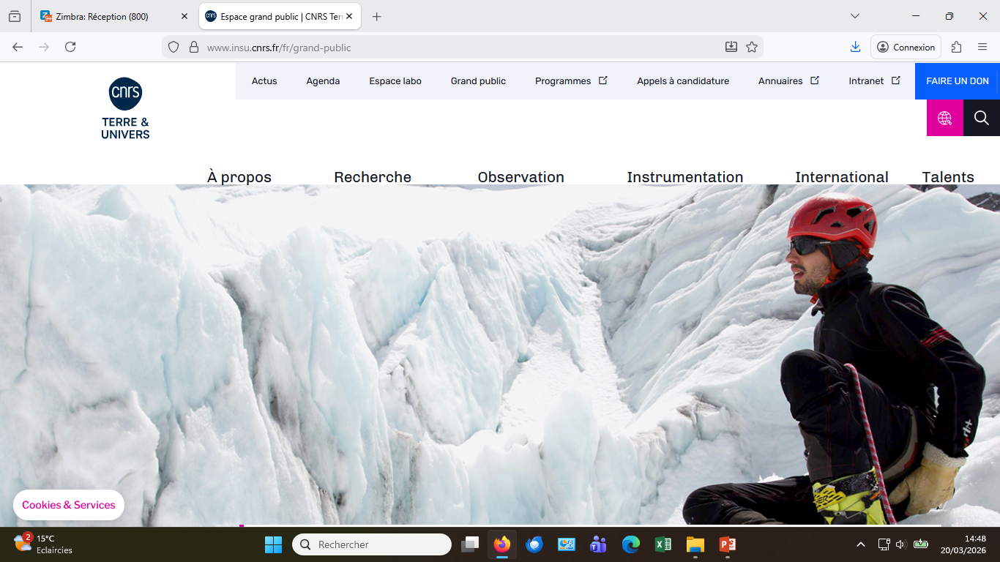 Zimbra: Réception (800)
cnrs
Espace grand public | CNRS Terr
www.insu.cnrs.fr/fr/grand-public
Connexion
cnrs
TERRE &
UNIVERS
Actus
Agenda
Espace labo
Grand public
Programmes
Appels à candidature
Annuaires
Intranet
FAIRE UN DON
À propos
Recherche
Observation
Instrumentation
International
Talents
Cookies & Services
2
15°C
Eclaircies
Rechercher
14:48
20/03/2026